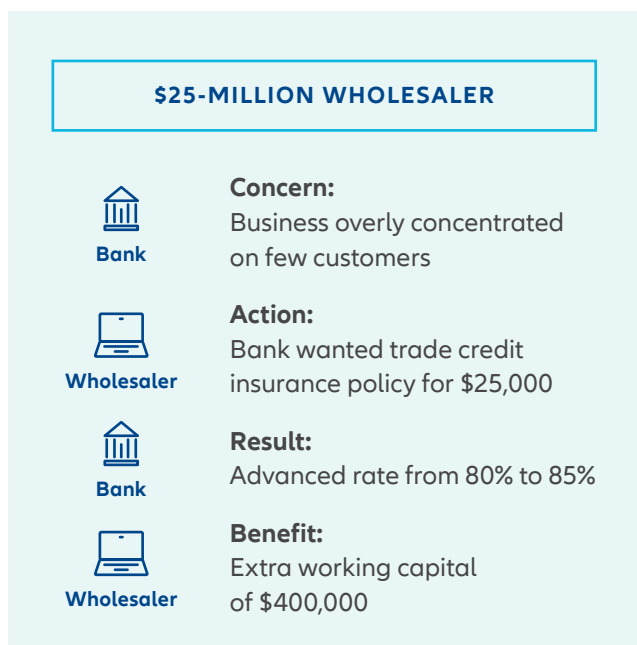 $25-MILLION WHOLESALER
Bank
Concern:
Business overly concentrated
on few customers
Wholesaler
Action:
Bank wanted trade credit
insurance policy for $25,000
Bank
Result:
Advanced rate from 80% to 85%
Wholesaler
Benefit:
Extra working capital
of $400,000